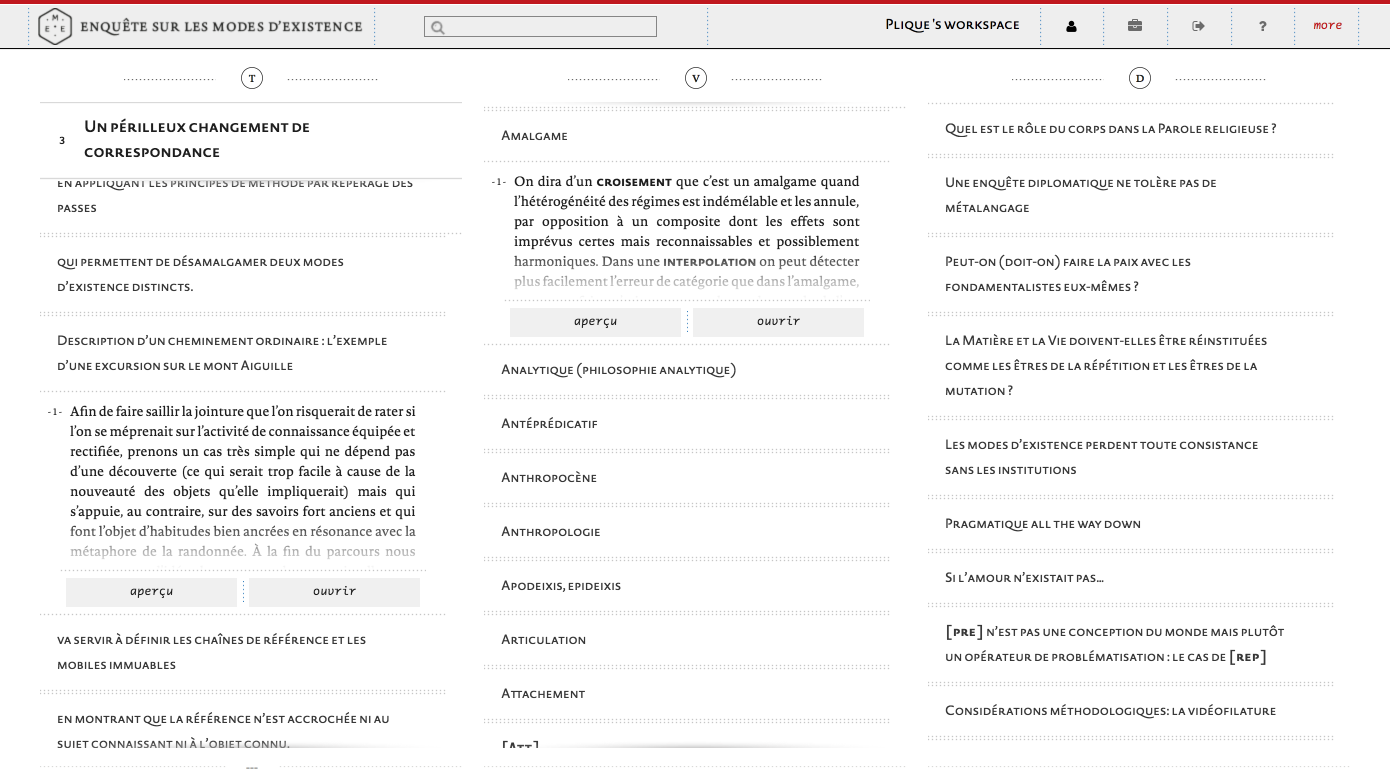 M E E ENQUÊTE SUR LES MODES D'EXISTENCE
PLIQUE'S WORKSPACE
?
more
T
3 UN PÉRILLEUX CHANGEMENT DE
CORRESPONDANCE
EN APPLIQUANT LES PRINCIPES DE MÉTHODE PAR REPÉRAGE DES
PASSES
QUI PERMETTENT DE DÉSAMALGAMER DEUX MODES
D'EXISTENCE DISTINCTS.
DESCRIPTION D'UN CHEMINEMENT ORDINAIRE : L'EXEMPLE
D'UNE EXCURSION SUR LE MONT AIGUILLE
-1- Afin de faire saillir la jointure que l'on risquerait de rater si
l'on se méprenait sur l'activité de connaissance équipée et
rectifiée, prenons un cas très simple qui ne dépend pas
d'une découverte (ce qui serait trop facile à cause de la
nouveauté des objets qu'elle impliquerait) mais qui
s'appuie, au contraire, sur des savoirs fort anciens et qui
font l'objet d'habitudes bien ancrées en résonance avec la
métaphore de la randonnée. À la fin du parcours nous
aperçu
ouvrir
VA SERVIR À DÉFINIR LES CHAÎNES DE RÉFÉRENCE ET LES
MOBILES IMMUABLES
EN MONTRANT QUE LA RÉFÉRENCE N'EST ACCROCHÉE NI AU
SUJET CONNAISSANT NI À L'OBJET CONNU.
V
AMALGAME
-1- On dira d'un CROISEMENT que c'est un amalgame quand
l'hétérogénéité des régimes est indémêlable et les annule,
par opposition à un composite dont les effets sont
imprévus certes mais reconnaissables et possiblement
harmoniques. Dans une INTERPOLATION on peut détecter
plus facilement l'erreur de catégorie que dans l'amalgame,
aperçu
ouvrir
ANALYTIQUE (PHILOSOPHIE ANALYTIQUE)
ANTÉPRÉDICATIF
ANTHROPOCÈNE
ANTHROPOLOGIE
APODEIXIS, EPIDEIXIS
ARTICULATION
ATTACHEMENT
[ATT]
D
QUEL EST LE RÔLE DU CORPS DANS LA PAROLE RELIGIEUSE ?
UNE ENQUÊTE DIPLOMATIQUE NE TOLÈRE PAS DE
MÉTALANGAGE
PEUT-ON (DOIT-ON) FAIRE LA PAIX AVEC LES
FONDAMENTALISTES EUX-MÊMES ?
LA MATIÈRE ET LA VIE DOIVENT-ELLES ÊTRE RÉINSTITUÉES
COMME LES ÊTRES DE LA RÉPÉTITION ET LES ÊTRES DE LA
MUTATION ?
LES MODES D'EXISTENCE PERDENT TOUTE CONSISTANCE
SANS LES INSTITUTIONS
PRAGMATIQUE ALL THE WAY DOWN
SI L'AMOUR N'EXISTAIT PAS...
[PRE] N'EST PAS UNE CONCEPTION DU MONDE MAIS PLUTÔT
UN OPÉRATEUR DE PROBLÉMATISATION : LE CAS DE [REP]
CONSIDÉRATIONS MÉTHODOLOGIQUES: LA VIDÉOFILATURE